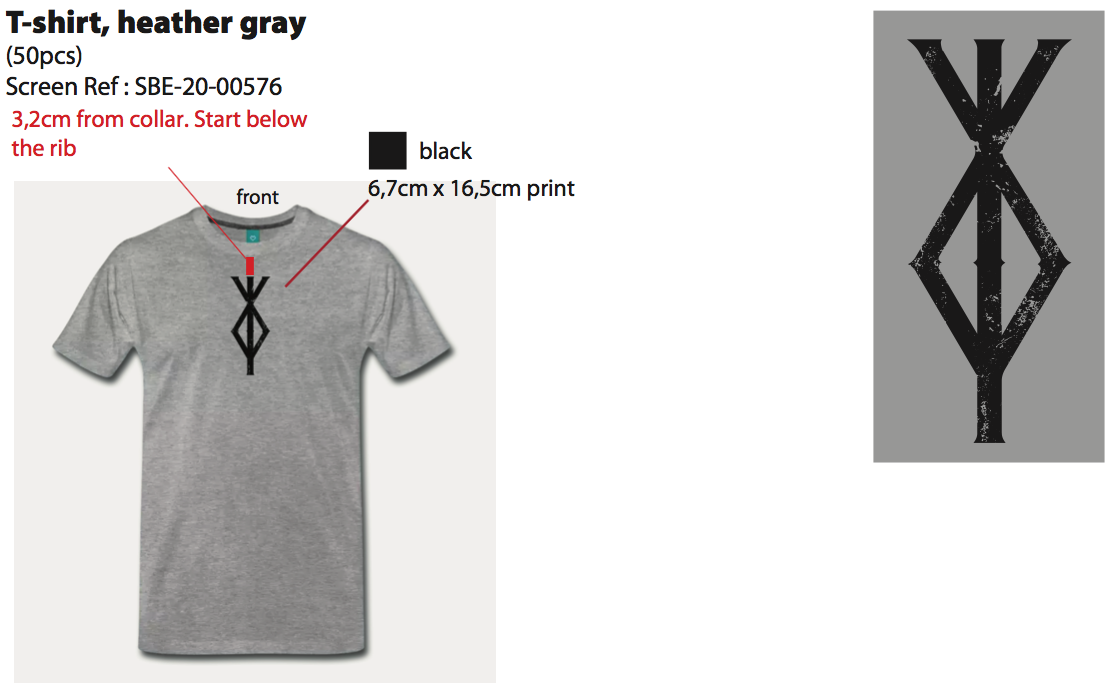 T-shirt, heather gray
(50pcs)
Screen Ref : SBE-20-00576
3,2cm from collar. Start below
the rib
black
6,7cm x 16,5cm print
front